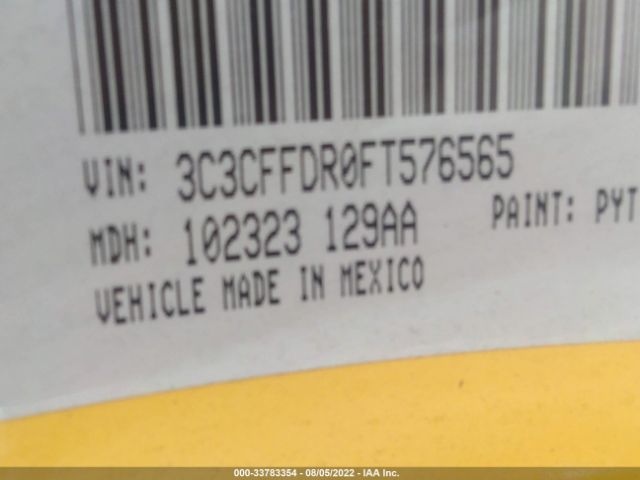 VIN: 3C3CFFDR0FT576565
MDH: 102323 129AA PAINT: PYT
VEHICLE MADE IN MEXICO
000-33783354 - 08/05/2022 - IAA Inc.